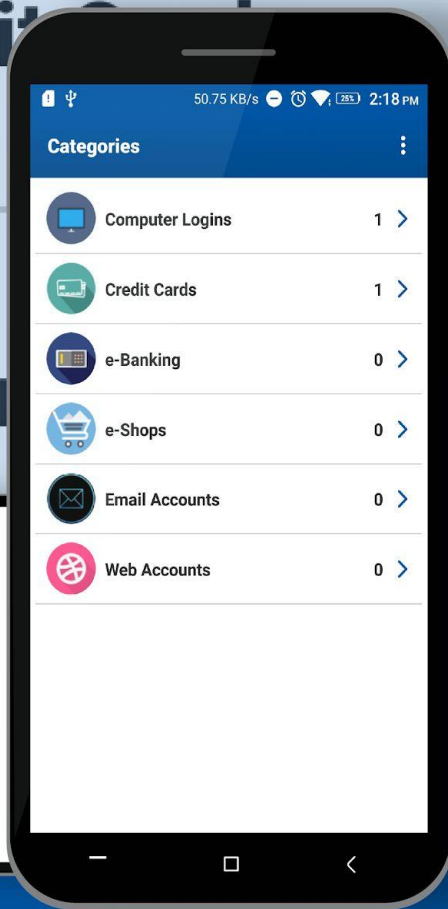 50.75 KB/s 25% 2:18 PM
Categories
Computer Logins 1
Credit Cards 1
e-Banking 0
e-Shops 0
Email Accounts 0
Web Accounts 0